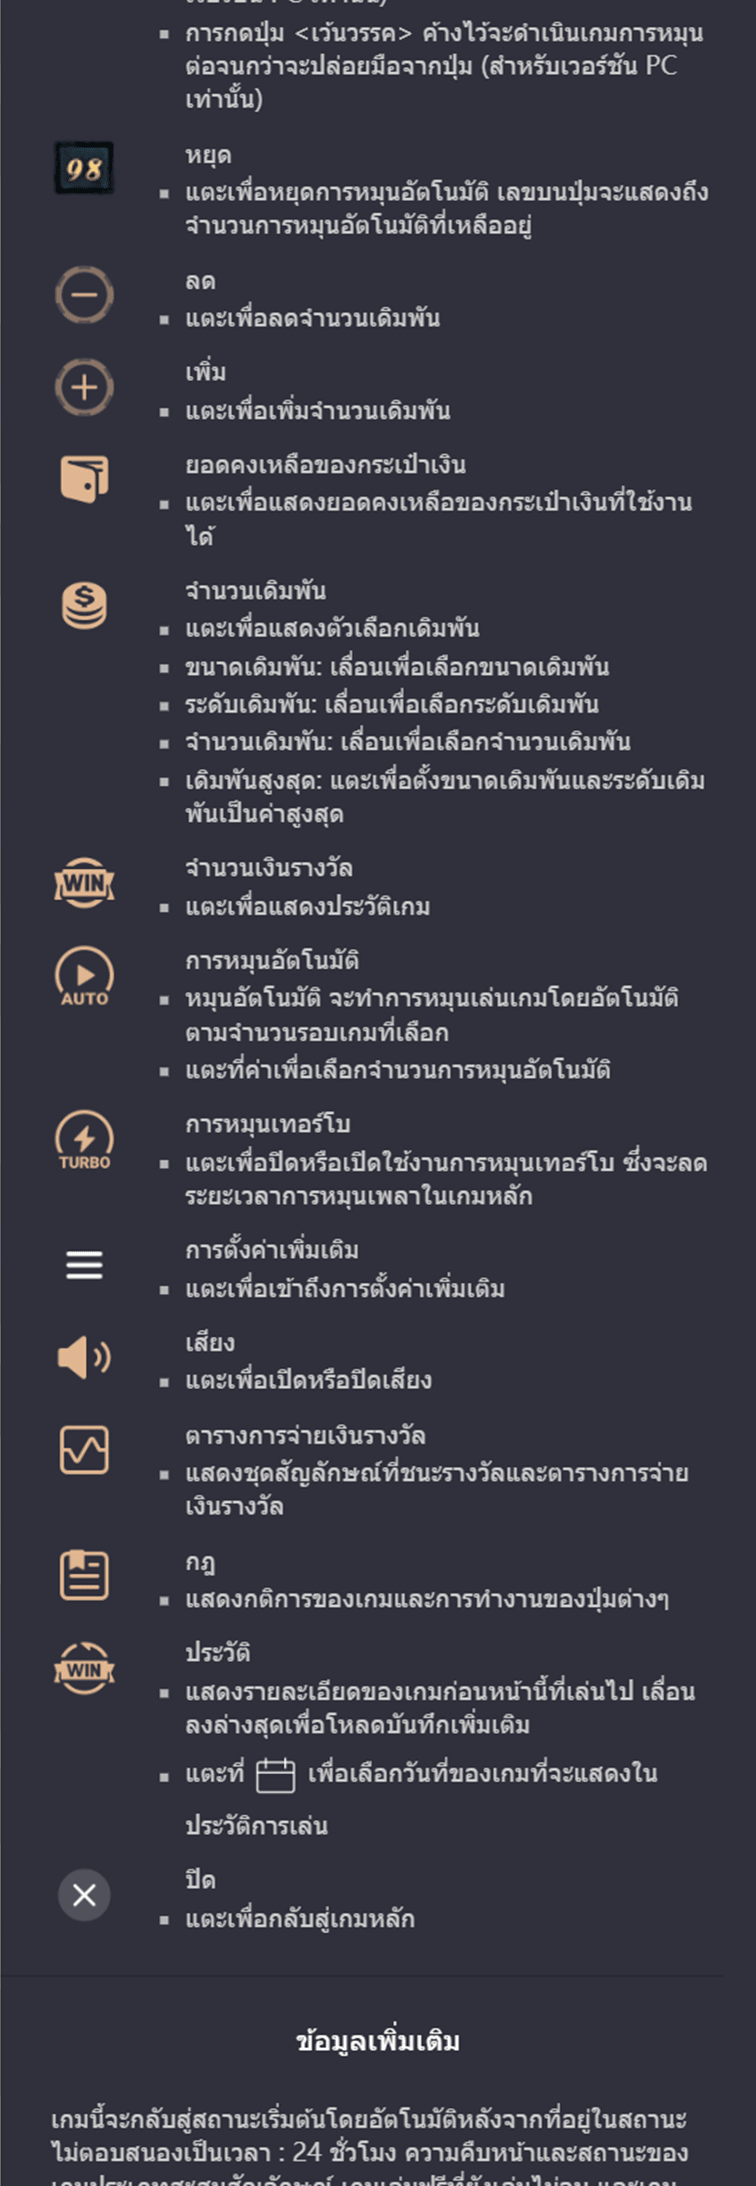 การกดปุ่ม <เว้นวรรค> ค้างไว้จะดำเนินเกมการหมุน
ต่อจนกว่าจะปล่อยมือจากปุ่ม (สำหรับเวอร์ชัน PC
เท่านั้น)
98
หยุด
แตะเพื่อหยุดการหมุนอัตโนมัติ เลขบนปุ่มจะแสดงถึง
จำนวนการหมุนอัตโนมัติที่เหลืออยู่
ลด
แตะเพื่อลดจำนวนเดิมพัน
เพิ่ม
แตะเพื่อเพิ่มจำนวนเดิมพัน
ยอดคงเหลือของกระเป๋าเงิน
แตะเพื่อแสดงยอดคงเหลือของกระเป๋าเงินที่ใช้งาน
ได้
จำนวนเดิมพัน
แตะเพื่อแสดงตัวเลือกเดิมพัน
ขนาดเดิมพัน: เลื่อนเพื่อเลือกขนาดเดิมพัน
ระดับเดิมพัน: เลื่อนเพื่อเลือกระดับเดิมพัน
จำนวนเดิมพัน: เลื่อนเพื่อเลือกจำนวนเดิมพัน
เดิมพันสูงสุด: แตะเพื่อตั้งขนาดเดิมพันและระดับเดิม
พันเป็นค่าสูงสุด
WIN
จำนวนเงินรางวัล
แตะเพื่อแสดงประวัติเกม
AUTO
การหมุนอัตโนมัติ
หมุนอัตโนมัติ จะทำการหมุนเล่นเกมโดยอัตโนมัติ
ตามจำนวนรอบเกมที่เลือก
แตะที่ค่าเพื่อเลือกจำนวนการหมุนอัตโนมัติ
TURBO
การหมุนเทอร์โบ
แตะเพื่อปิดหรือเปิดใช้งานการหมุนเทอร์โบ ซึ่งจะลด
ระยะเวลาการหมุนเพลาในเกมหลัก
การตั้งค่าเพิ่มเติม
แตะเพื่อเข้าถึงการตั้งค่าเพิ่มเติม
เสียง
แตะเพื่อเปิดหรือปิดเสียง
ตารางการจ่ายเงินรางวัล
แสดงชุดสัญลักษณ์ที่ชนะรางวัลและตารางการจ่าย
เงินรางวัล
กฎ
แสดงกติการของเกมและการทำงานของปุ่มต่างๆ
WIN
ประวัติ
แสดงรายละเอียดของเกมก่อนหน้านี้ที่เล่นไป เลื่อน
ลงล่างสุดเพื่อโหลดบันทึกเพิ่มเติม
แตะที่ เพื่อเลือกวันที่ของเกมที่จะแสดงใน
ประวัติการเล่น
ปิด
แตะเพื่อกลับสู่เกมหลัก
ข้อมูลเพิ่มเติม
เกมนี้จะกลับสู่สถานะเริ่มต้นโดยอัตโนมัติหลังจากที่อยู่ในสถานะ
ไม่ตอบสนองเป็นเวลา : 24 ชั่วโมง ความคืบหน้าและสถานะของ